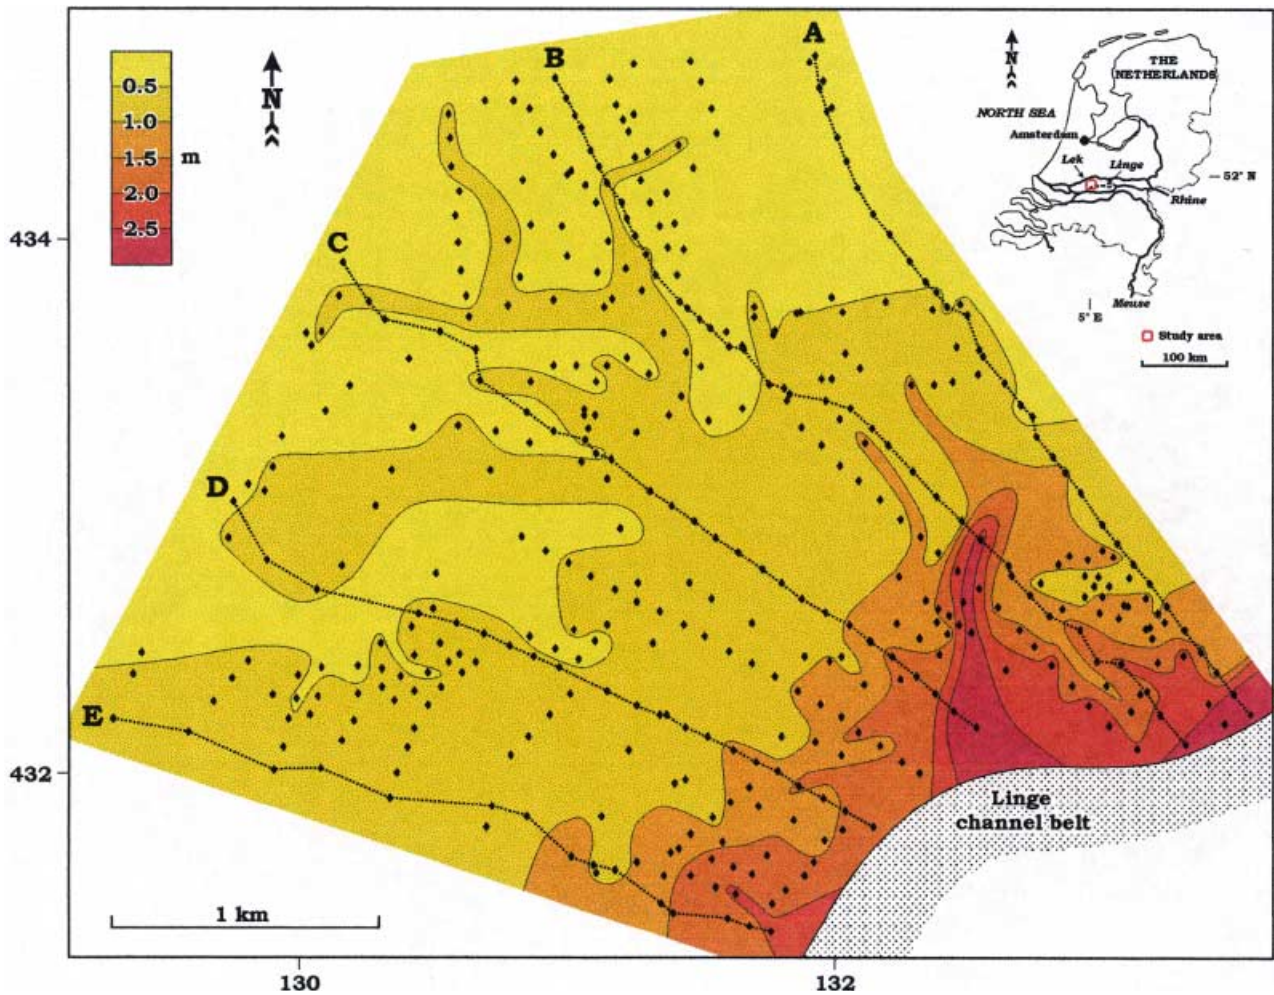 A
B
C
D
E
0.5
1.0
1.5
2.0
2.5
m
N
N
THE
NETHERLANDS
NORTH SEA
Amsterdam
Lek
Linge
52° N
Rhine
Meuse
5° E
Study area
100 km
434
432
Linge
channel belt
1 km
130
132